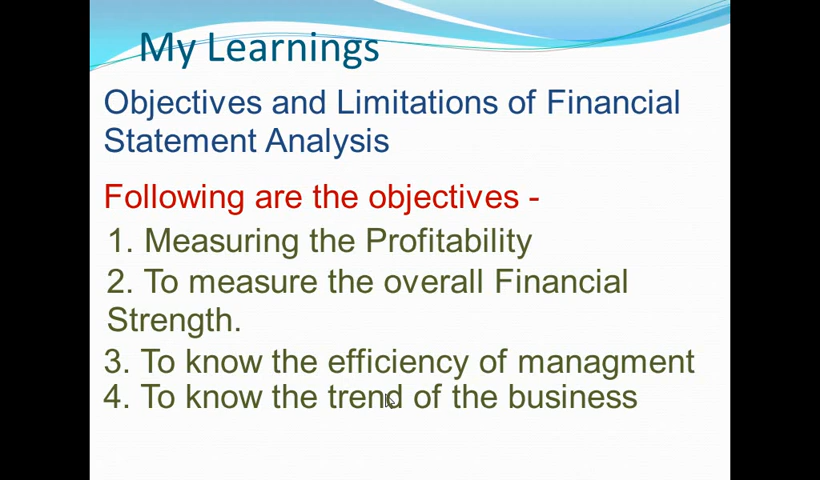 My Learnings
Objectives and Limitations of Financial
Statement Analysis
Following are the objectives -
1. Measuring the Profitability
2. To measure the overall Financial
Strength.
3. To know the efficiency of managment
4. To know the trend of the business